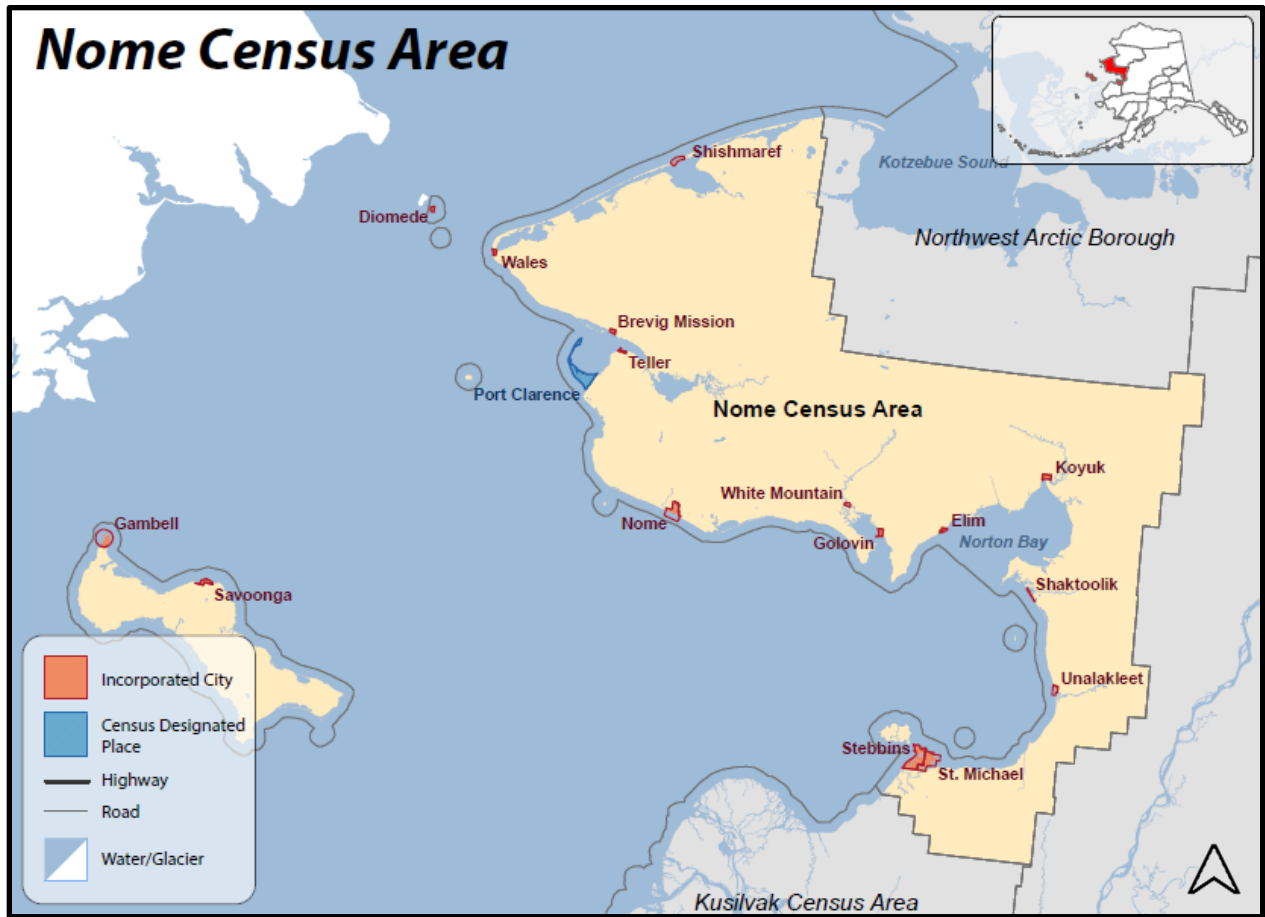 Nome Census Area
Kotzebue Sound
Shishmaref
Diomede
Northwest Arctic Borough
Wales
Brevig Mission
Teller
Port Clarence
Nome Census Area
Koyuk
White Mountain
Nome
Gambell
Elim
Golovin
Norton Bay
Shaktoolik
Savoonga
Unalakleet
Stebbins
St. Michael
Incorporated City
Census Designated
Place
Highway
Road
Water/Glacier
Kusilvak Census Area